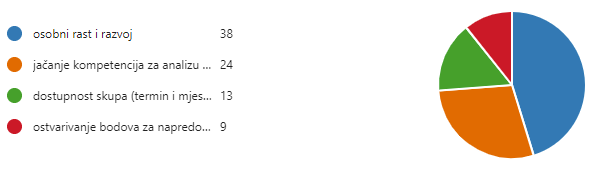 osobni rast i razvoj 38
jačanje kompetencija za analizu ... 24
dostupnost skupa (termin i mjes... 13
ostvarivanje bodova za napredo... 9